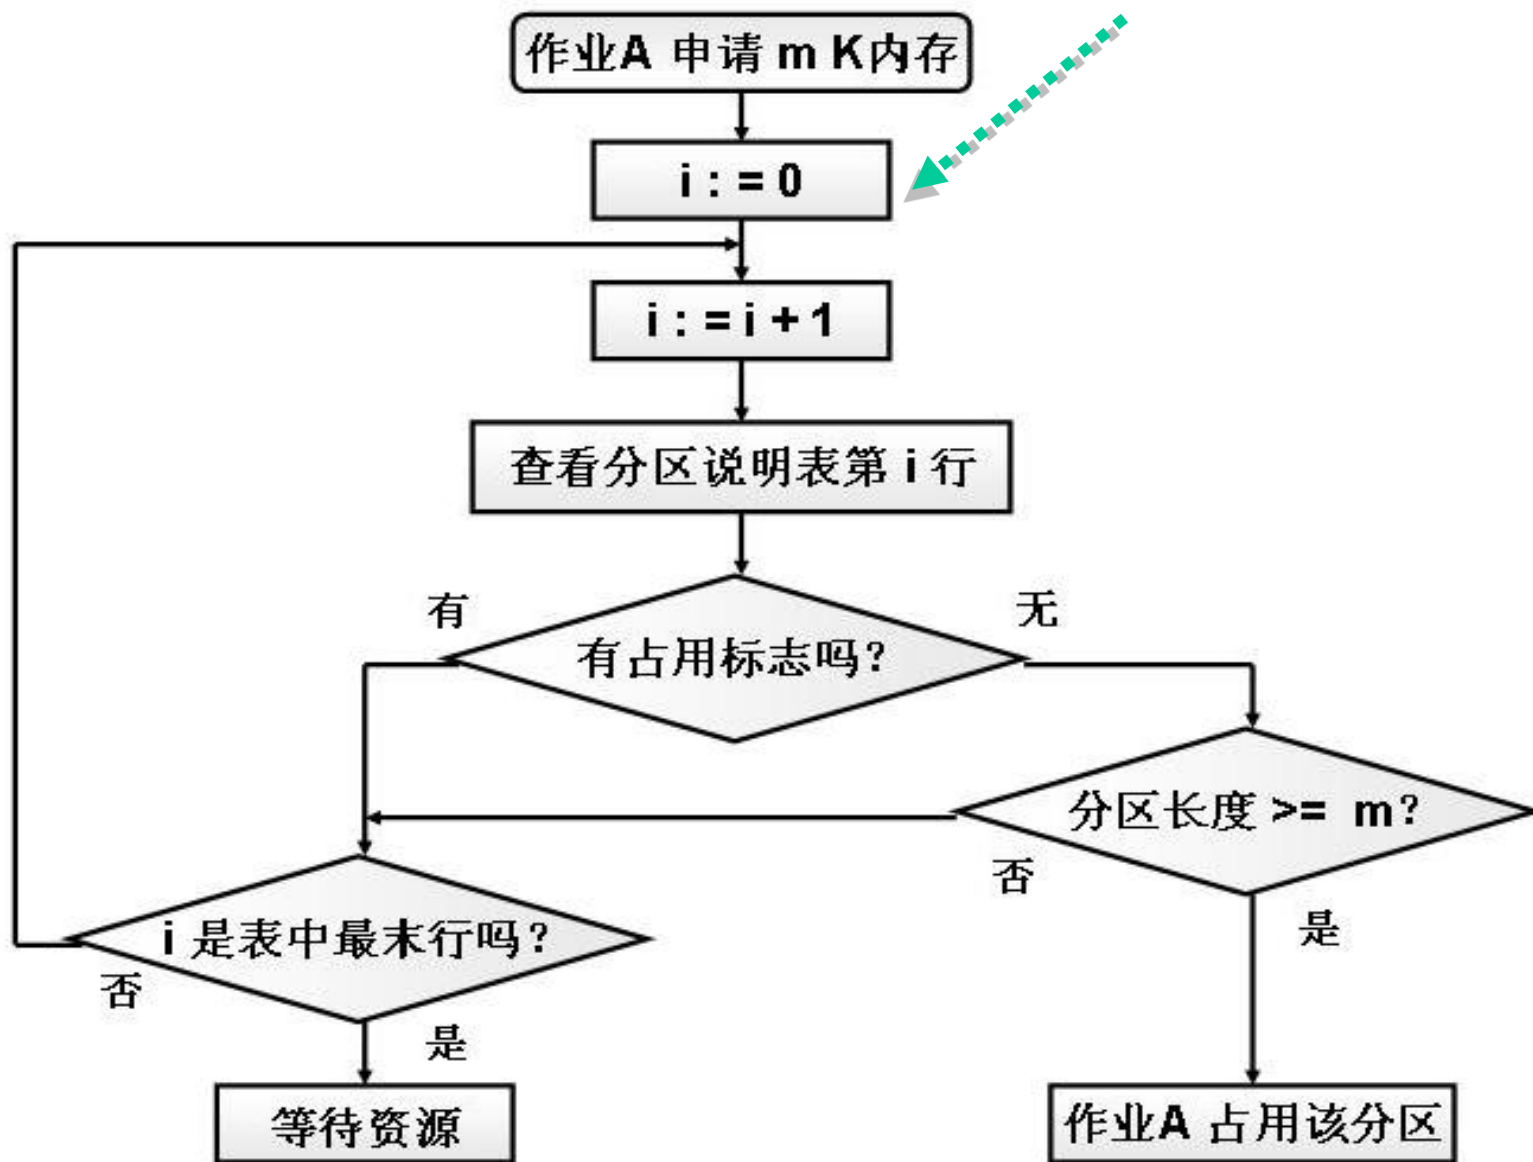 作业A 申请 m K内存
i : = 0
i : = i + 1
查看分区说明表第 i 行
有
无
有占用标志吗?
分区长度 >= m?
否
是
i 是表中最末行吗?
否
是
等待资源
作业A 占用该分区